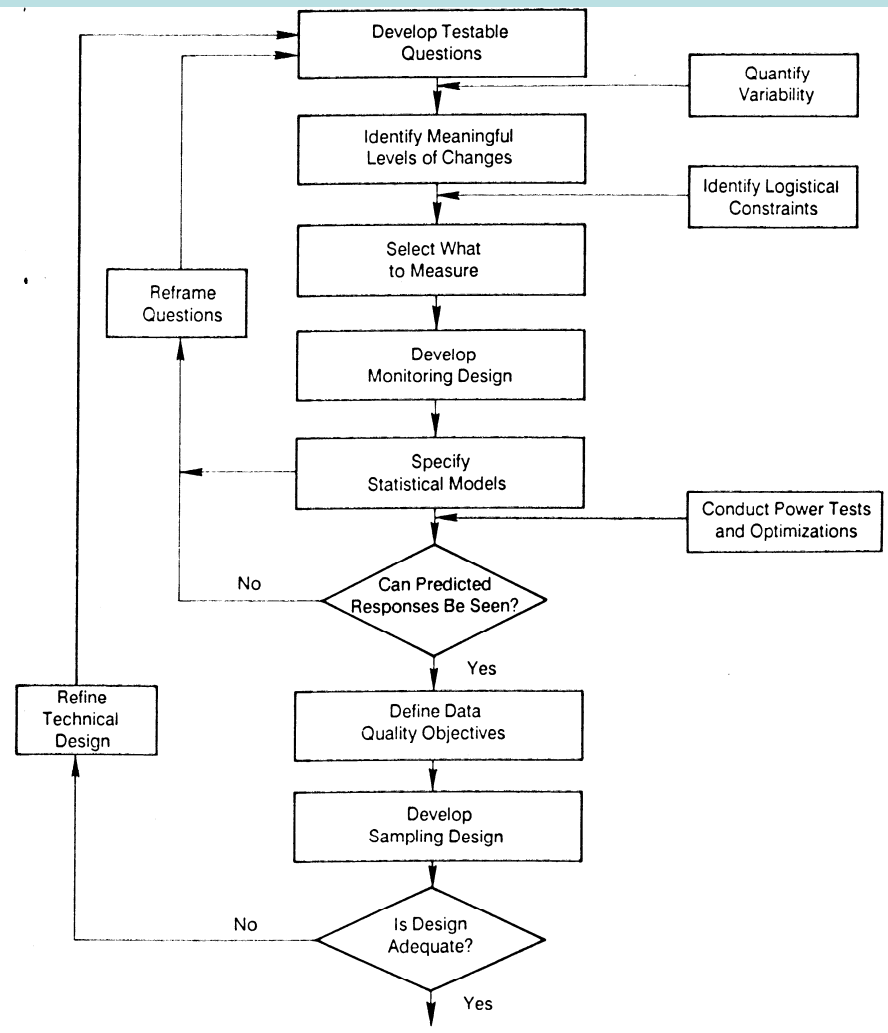 Develop Testable
Questions
Quantify
Variability
Identify Meaningful
Levels of Changes
Identify Logistical
Constraints
Select What
to Measure
Reframe
Questions
Develop
Monitoring Design
Specify
Statistical Models
Conduct Power Tests
and Optimizations
No
Can Predicted
Responses Be Seen?
Yes
Refine
Technical
Design
Define Data
Quality Objectives
Develop
Sampling Design
No
Is Design
Adequate?
Yes